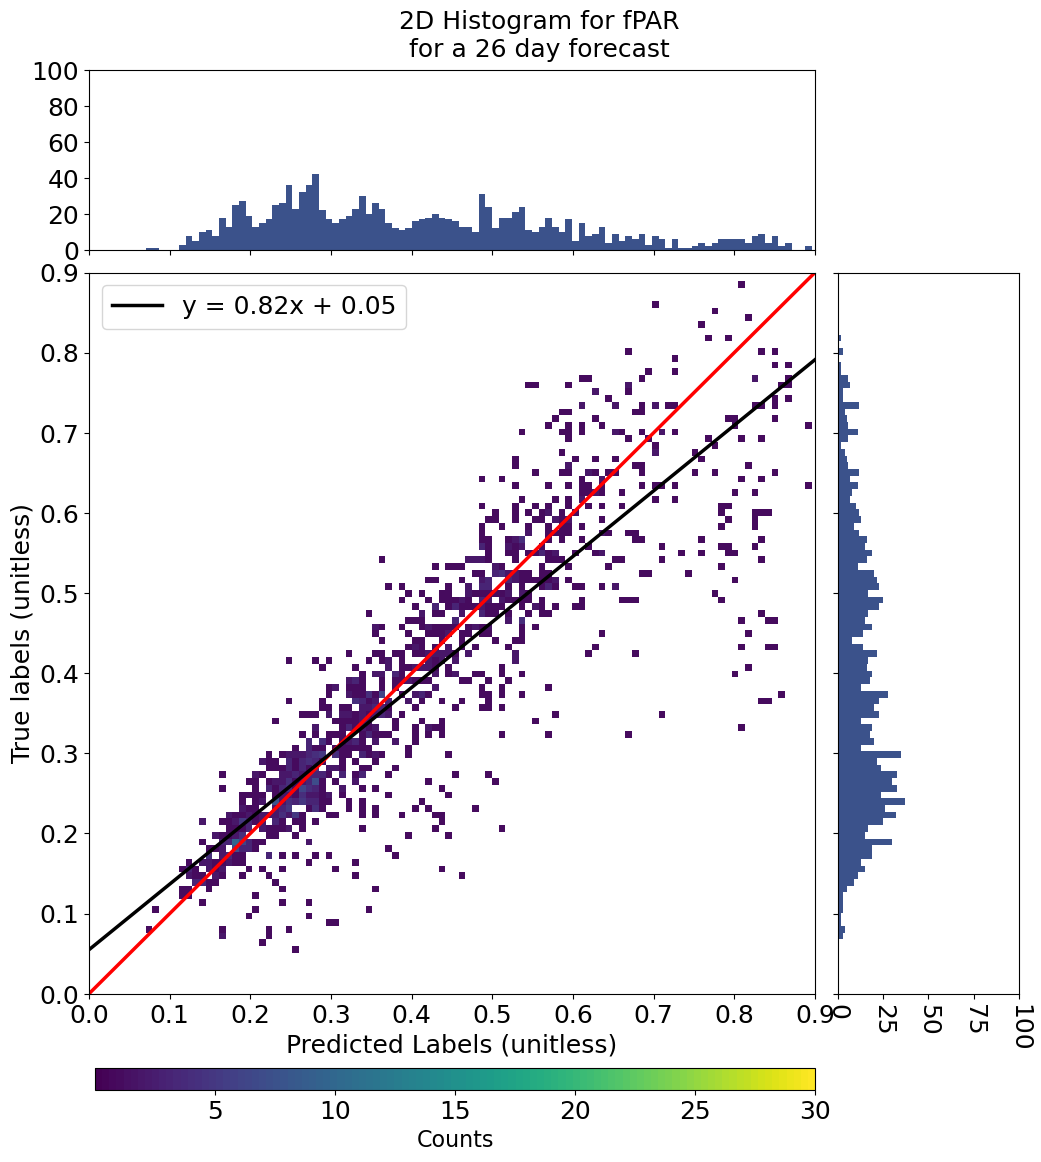 2D Histogram for fPAR
for a 26 day forecast
100
80
60
40
20
0
0.9
0.8
0.7
0.6
0.5
0.4
0.3
0.2
0.1
0.0
True labels (unitless)
y = 0.82x + 0.05
0.0 0.1 0.2 0.3 0.4 0.5 0.6 0.7 0.8 0.9
Predicted Labels (unitless)
0 25 50 75 100
5 10 15 20 25 30
Counts